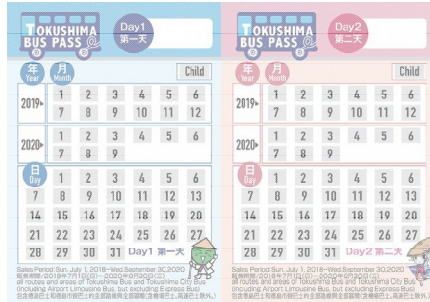 TOKUSHIMA
BUS PASS
Day1
第一天
年
Year
月
Month
Child
2019▶
1 2 3 4 5 6
7 8 9 10 11 12
2020▶
1 2 3 4 5 6
7 8 9
日
Day
1 2 3 4 5 6
7 8 9 10 11 12 13
14 15 16 17 18 19 20
21 22 23 24 25 26 27
28 29 30 31 Day1 第一天
Sales Period:Sun. July 1, 2018-Wed.September 30,2020
all routes and areas of Tokushima Bus and Tokushima City Bus
(including Airport Limousine Bus, but excluding Express Bus)
TOKUSHIMA
BUS PASS
Day2
第二天
年
Year
月
Month
Child
2019▶
1 2 3 4 5 6
7 8 9 10 11 12
2020▶
1 2 3 4 5 6
7 8 9
日
Day
1 2 3 4 5 6
7 8 9 10 11 12 13
14 15 16 17 18 19 20
21 22 23 24 25 26 27
28 29 30 31 Day2 第二天
Sales Period:Sun. July 1, 2018-Wed.September 30,2020
all routes and areas of Tokushima Bus and Tokushima City Bus
(including Airport Limousine Bus, but excluding Express Bus)